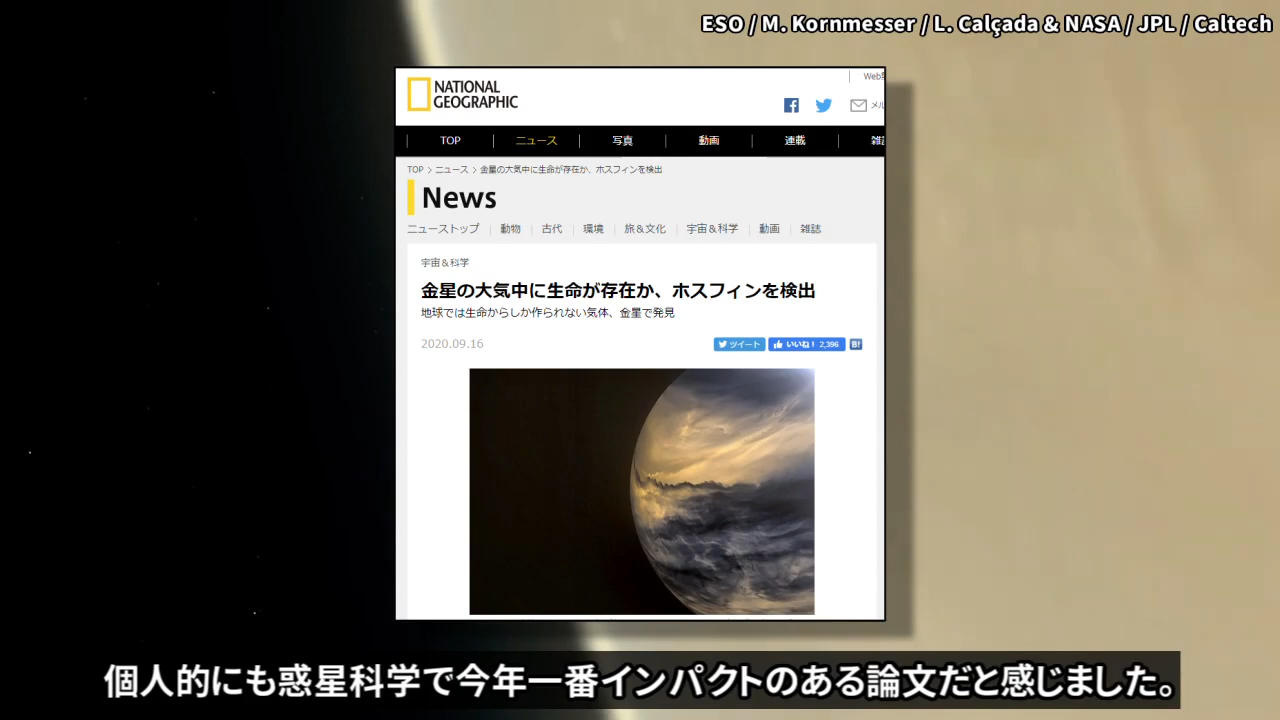 ESO / M. Kornmesser / L. Calçada & NASA / JPL / Caltech
NATIONAL
GEOGRAPHIC
Web
メル
TOP ニュース 写真 動画 連載
TOP > ニュース > 金星の大気中に生命が存在か、ホスフィンを検出
News
ニューストップ 動物 古代 環境 旅&文化 宇宙&科学 動画 雑誌
宇宙&科学
金星の大気中に生命が存在か、ホスフィンを検出
地球では生命からしか作られない気体、金星で発見
2020.09.16
ツイート いいね! 2,396 B!
個人的にも惑星科学で今年一番インパクトのある論文だと感じました。